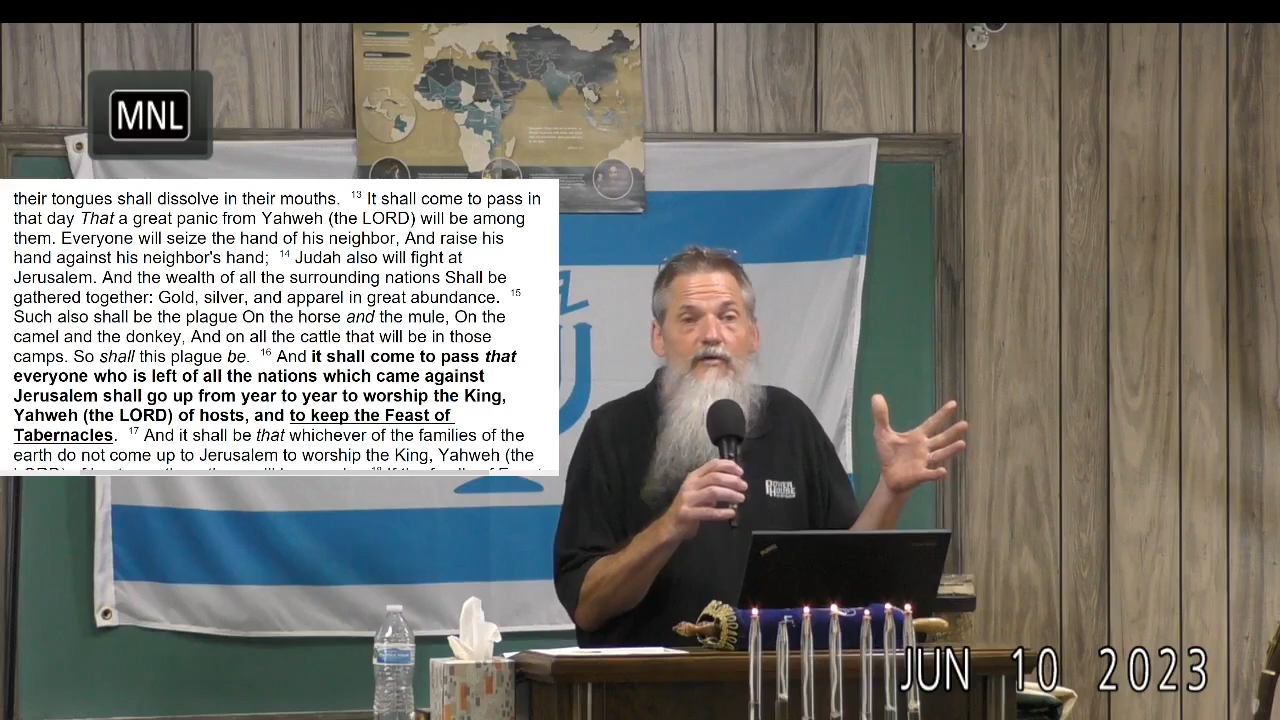 MNL
their tongues shall dissolve in their mouths. 13 It shall come to pass in
that day That a great panic from Yahweh (the LORD) will be among
them. Everyone will seize the hand of his neighbor, And raise his
hand against his neighbor's hand; 14 Judah also will fight at
Jerusalem. And the wealth of all the surrounding nations Shall be
gathered together: Gold, silver, and apparel in great abundance. 15
Such also shall be the plague On the horse and the mule, On the
camel and the donkey, And on all the cattle that will be in those
camps. So shall this plague be. 16 And it shall come to pass that
everyone who is left of all the nations which came against
Jerusalem shall go up from year to year to worship the King,
Yahweh (the LORD) of hosts, and to keep the Feast of
Tabernacles. 17 And it shall be that whichever of the families of the
earth do not come up to Jerusalem to worship the King, Yahweh (the
POWER
HOUSE
JUN 10 2023